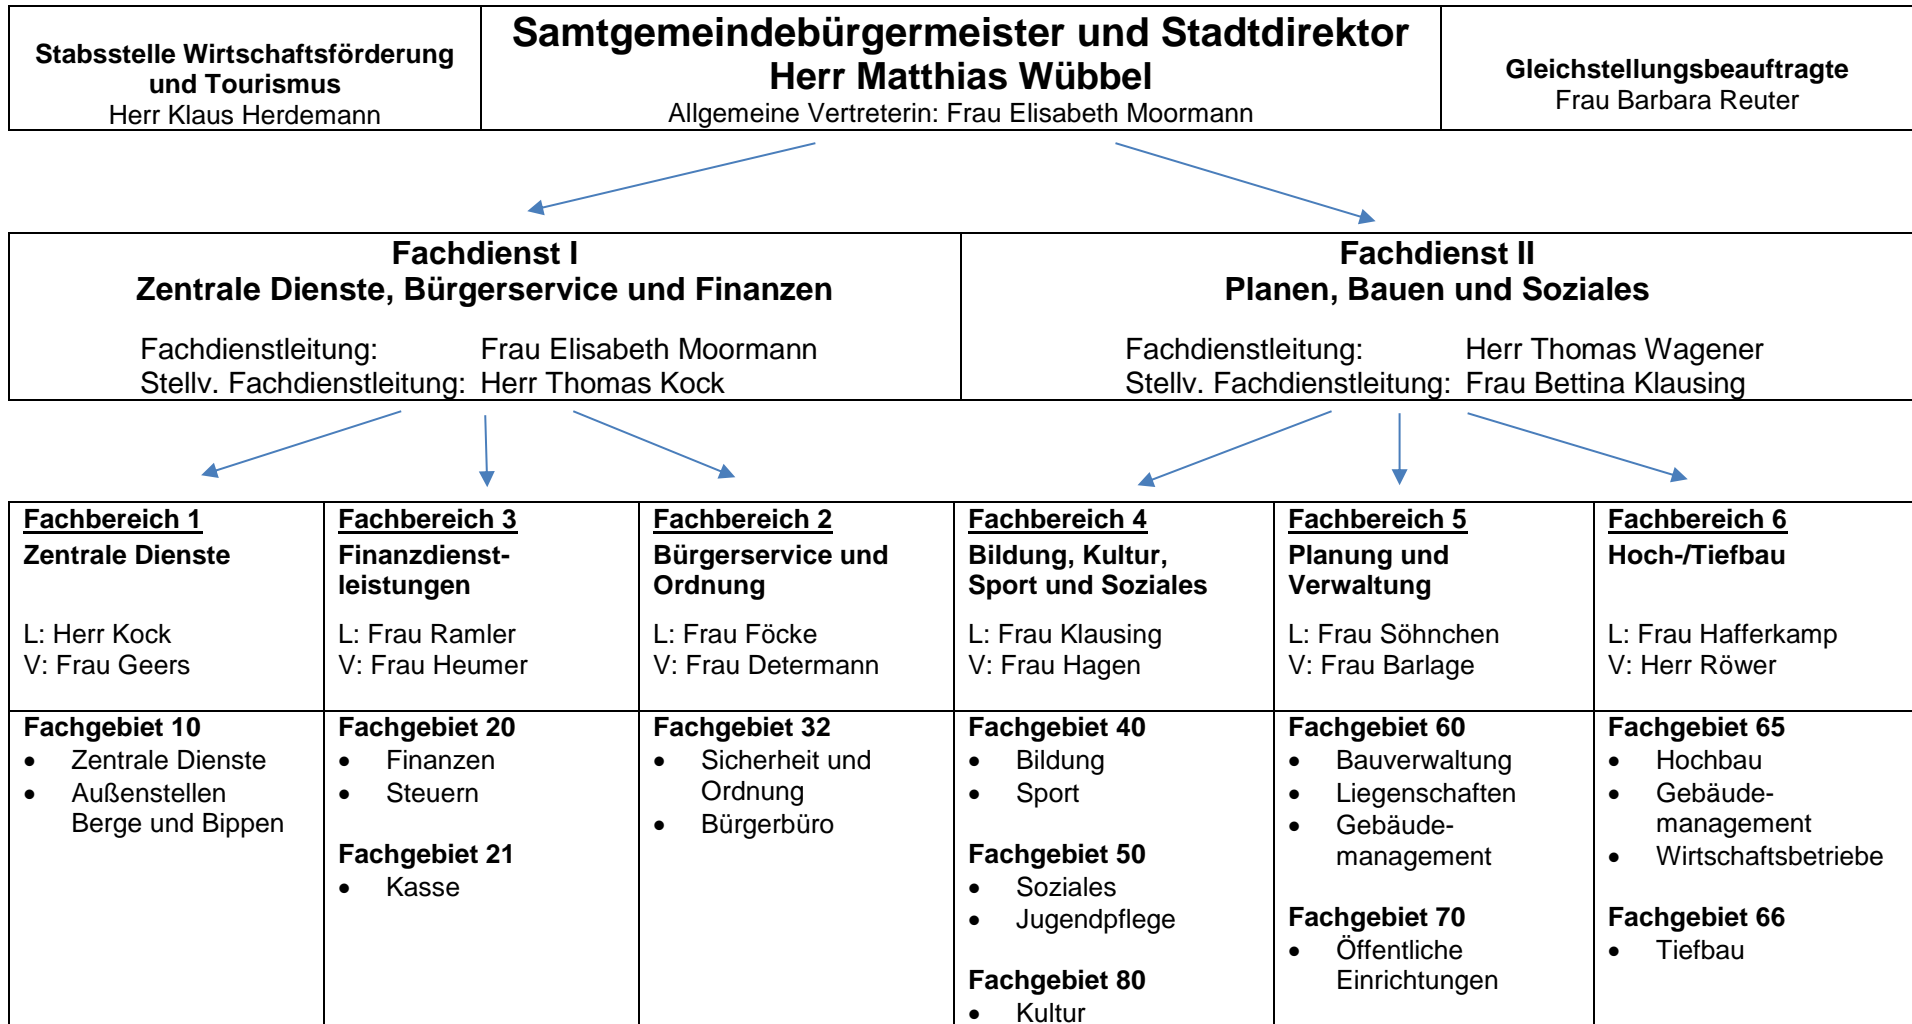 Stabsstelle Wirtschaftsförderung
und Tourismus
Herr Klaus Herdemann
Samtgemeindebürgermeister und Stadtdirektor
Herr Matthias Wübbel
Allgemeine Vertreterin: Frau Elisabeth Moormann
Gleichstellungsbeauftragte
Frau Barbara Reuter
Fachdienst I
Zentrale Dienste, Bürgerservice und Finanzen
Fachdienstleitung: Frau Elisabeth Moormann
Stellv. Fachdienstleitung: Herr Thomas Kock
Fachdienst II
Planen, Bauen und Soziales
Fachdienstleitung: Herr Thomas Wagener
Stellv. Fachdienstleitung: Frau Bettina Klausing
Fachbereich 1
Zentrale Dienste
L: Herr Kock
V: Frau Geers
Fachgebiet 10
• Zentrale Dienste
• Außenstellen
Berge und Bippen
Fachbereich 3
Finanzdienst-
leistungen
L: Frau Ramler
V: Frau Heumer
Fachgebiet 20
• Finanzen
• Steuern
Fachgebiet 21
• Kasse
Fachbereich 2
Bürgerservice und
Ordnung
L: Frau Föcke
V: Frau Determann
Fachgebiet 32
• Sicherheit und
Ordnung
• Bürgerbüro
Fachbereich 4
Bildung, Kultur,
Sport und Soziales
L: Frau Klausing
V: Frau Hagen
Fachgebiet 40
• Bildung
• Sport
Fachgebiet 50
• Soziales
• Jugendpflege
Fachgebiet 80
• Kultur
Fachbereich 5
Planung und
Verwaltung
L: Frau Söhnchen
V: Frau Barlage
Fachgebiet 60
• Bauverwaltung
• Liegenschaften
• Gebäude-
management
Fachgebiet 70
• Öffentliche
Einrichtungen
Fachbereich 6
Hoch-/Tiefbau
L: Frau Hafferkamp
V: Herr Röwer
Fachgebiet 65
• Hochbau
• Gebäude-
management
• Wirtschaftsbetriebe
Fachgebiet 66
• Tiefbau